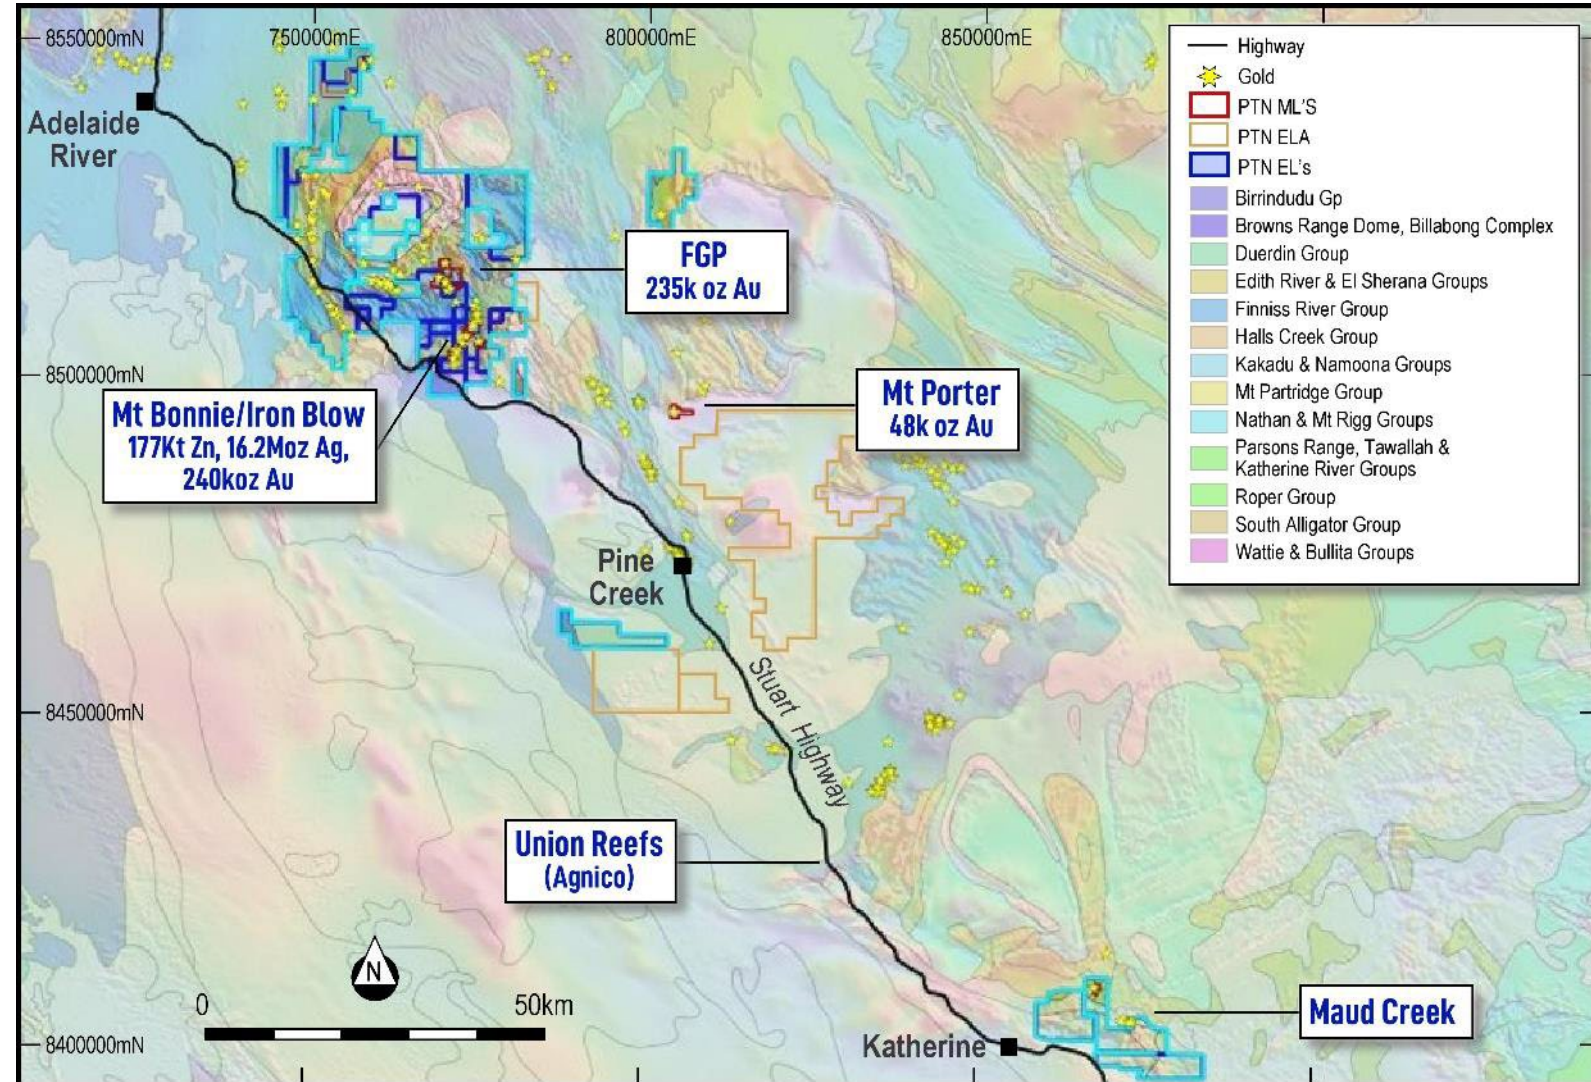 8550000mN
750000mE
800000mE
850000mE
Highway
Gold
PTN ML'S
PTN ELA
PTN EL's
Birrindudu Gp
Browns Range Dome, Billabong Complex
Duerdin Group
Edith River & El Sherana Groups
Finniss River Group
Halls Creek Group
Kakadu & Namoona Groups
Mt Partridge Group
Nathan & Mt Rigg Groups
Parsons Range, Tawallah &
Katherine River Groups
Roper Group
South Alligator Group
Wattie & Bullita Groups
Adelaide
River
FGP
235k oz Au
8500000mN
Mt Bonnie/Iron Blow
177Kt Zn, 16.2Moz Ag,
240koz Au
Mt Porter
48k oz Au
Pine
Creek
Stuart Highway
8450000mN
Union Reefs
(Agnico)
N
0
50km
Maud Creek
Katherine
8400000mN